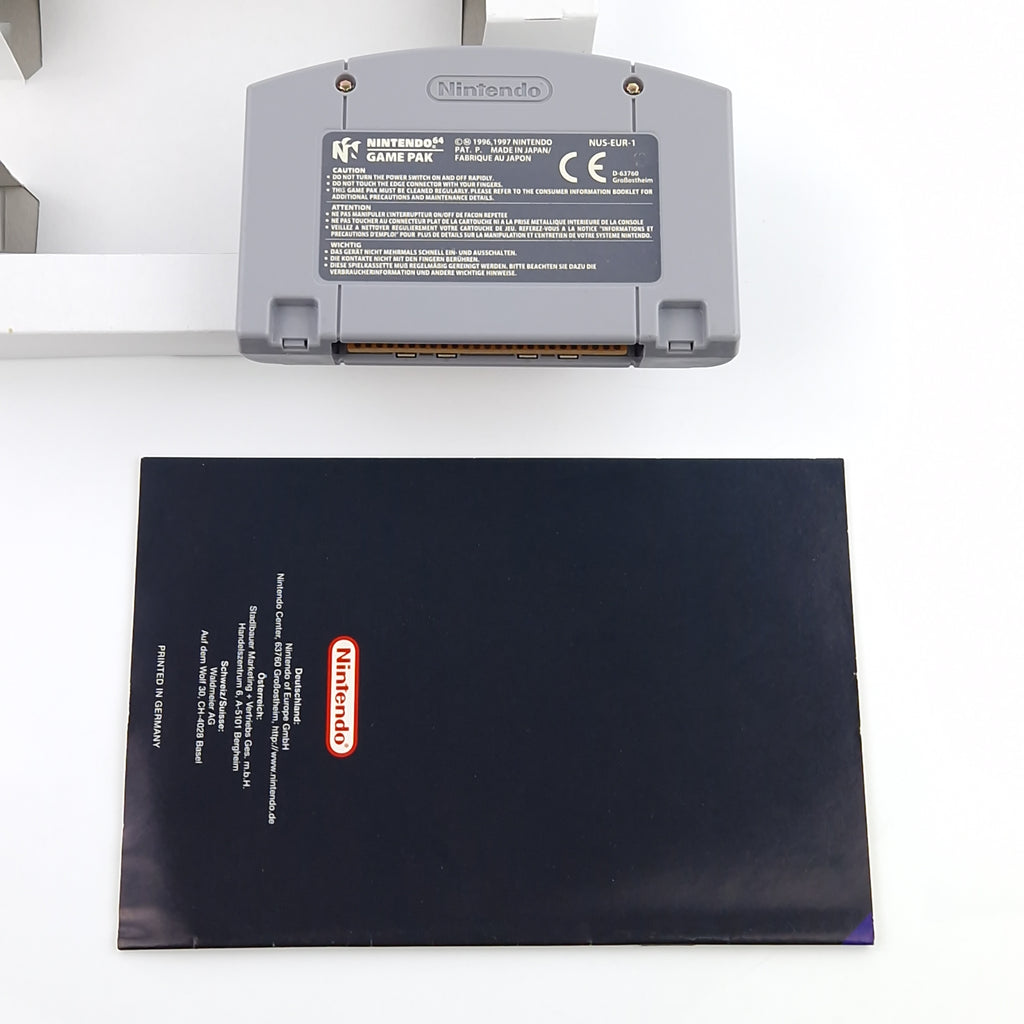 Nintendo
NINTENDO64
GAME PAK
©Ⓜ 1996,1997 NINTENDO
PAT. P. MADE IN JAPAN/
FABRIQUE AU JAPON
NUS-EUR-1
CE
D-63760
Großostheim
CAUTION
• DO NOT TURN THE POWER SWITCH ON AND OFF RAPIDLY.
• DO NOT TOUCH THE EDGE CONNECTOR WITH YOUR FINGERS.
• THIS GAME PAK MUST BE CLEANED REGULARLY. PLEASE REFER TO THE CONSUMER INFORMATION BOOKLET FOR
ADDITIONAL PRECAUTIONS AND MAINTENANCE DETAILS.
ATTENTION
• NE PAS MANIPULER L'INTERRUPTEUR ON/OFF DE FACON REPETEE
• NE PAS TOUCHER AU CONNECTEUR PLAT DE LA CARTOUCHE NI A LA PRISE METALLIQUE INTERIEURE DE LA CONSOLE
• VEILLEZ A NETTOYER REGULIEREMENT VOTRE CARTOUCHE DE JEU. REFEREZ-VOUS A LA NOTICE "INFORMATIONS ET
PRECAUTIONS D'EMPLOI" POUR PLUS DE DETAILS SUR LA MANIPULATION ET L'ENTRETIEN DE VOTRE SYSTEME NINTENDO.
WICHTIG
• DAS GERÄT NICHT MEHRMALS SCHNELL EIN- UND AUSSCHALTEN.
• DIE KONTAKTE NICHT MIT DEN FINGERN BERÜHREN.
• DIESE SPIELKASSETTE MUß REGELMÄßIG GEREINIGT WERDEN. BITTE BEACHTEN SIE DAZU DIE
VERBRAUCHERINFORMATION UND ANDERE WICHTIGE HINWEISE.
Nintendo®
Deutschland:
Nintendo of Europe GmbH
Nintendo Center, 63760 Großostheim, http://www.nintendo.de
Österreich:
Stadlbauer Marketing + Vertriebs Ges. m.b.H.
Handelszentrum 6, A-5101 Bergheim
Schweiz/Suisse:
Waldmeier AG
Auf dem Wolf 30, CH-4028 Basel
PRINTED IN GERMANY